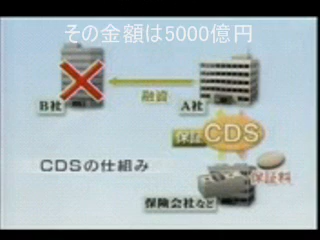 その金額は5000億円
B社
融資
A社
保証
CDS
CDSの仕組み
保証料
保険会社など